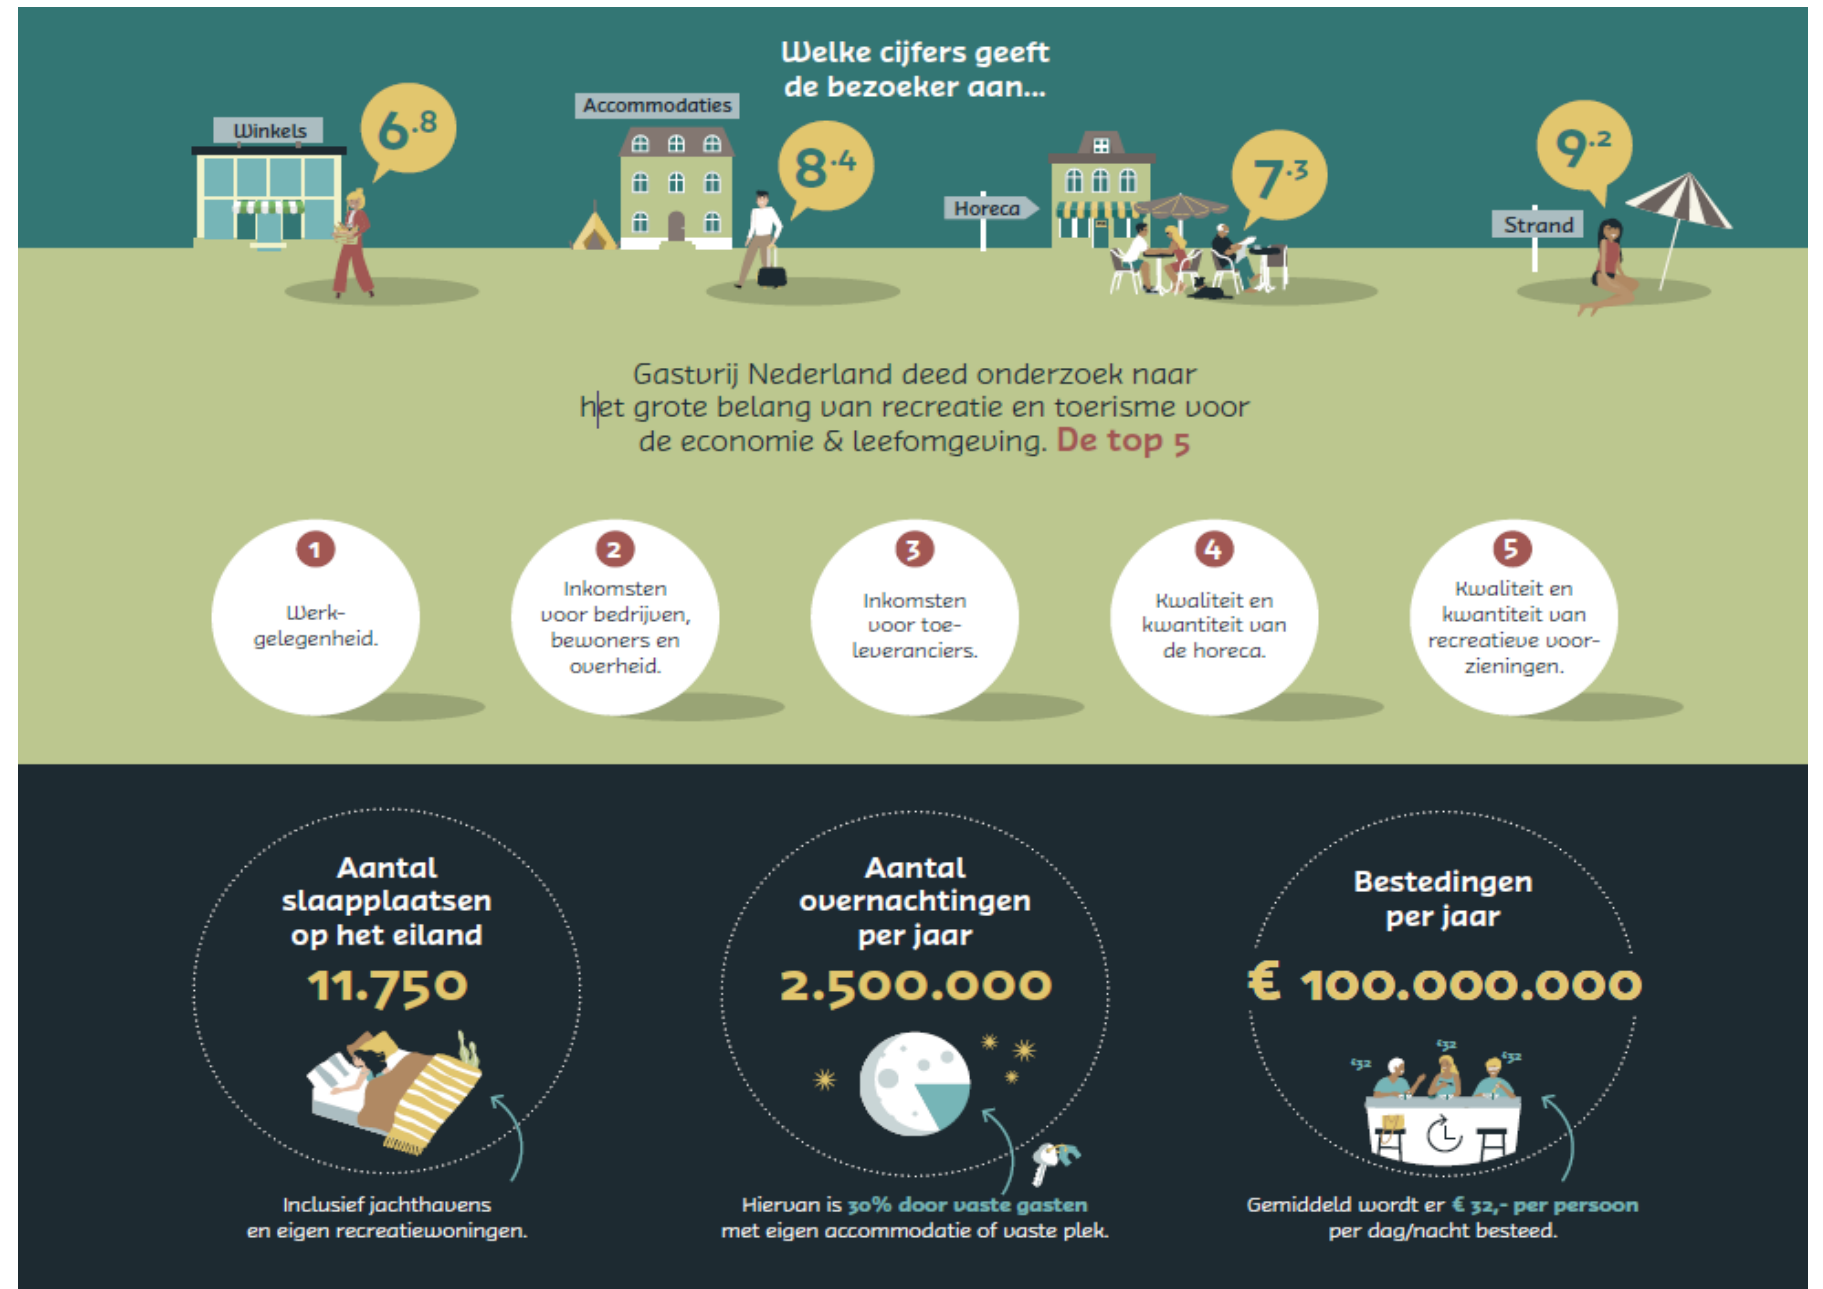 Welke cijfers geeft
de bezoeker aan...
Winkels
6.8
Accommodaties
8.4
Horeca
7.3
Strand
9.2
Gastvrij Nederland deed onderzoek naar
het grote belang van recreatie en toerisme voor
de economie & leefomgeving. De top 5
1
Werk-
gelegenheid.
2
Inkomsten
voor bedrijven,
bewoners en
overheid.
3
Inkomsten
voor toe-
leveranciers.
4
Kwaliteit en
kwantiteit van
de horeca.
5
Kwaliteit en
kwantiteit van
recreatieve voor-
zieningen.
Aantal
slaapplaatsen
op het eiland
11.750
Inclusief jachthavens
en eigen recreatiewoningen.
Aantal
overnachtingen
per jaar
2.500.000
Hiervan is 30% door vaste gasten
met eigen accommodatie of vaste plek.
Bestedingen
per jaar
€ 100.000.000
€32
€32
€32
Gemiddeld wordt er € 32,- per persoon
per dag/nacht besteed.